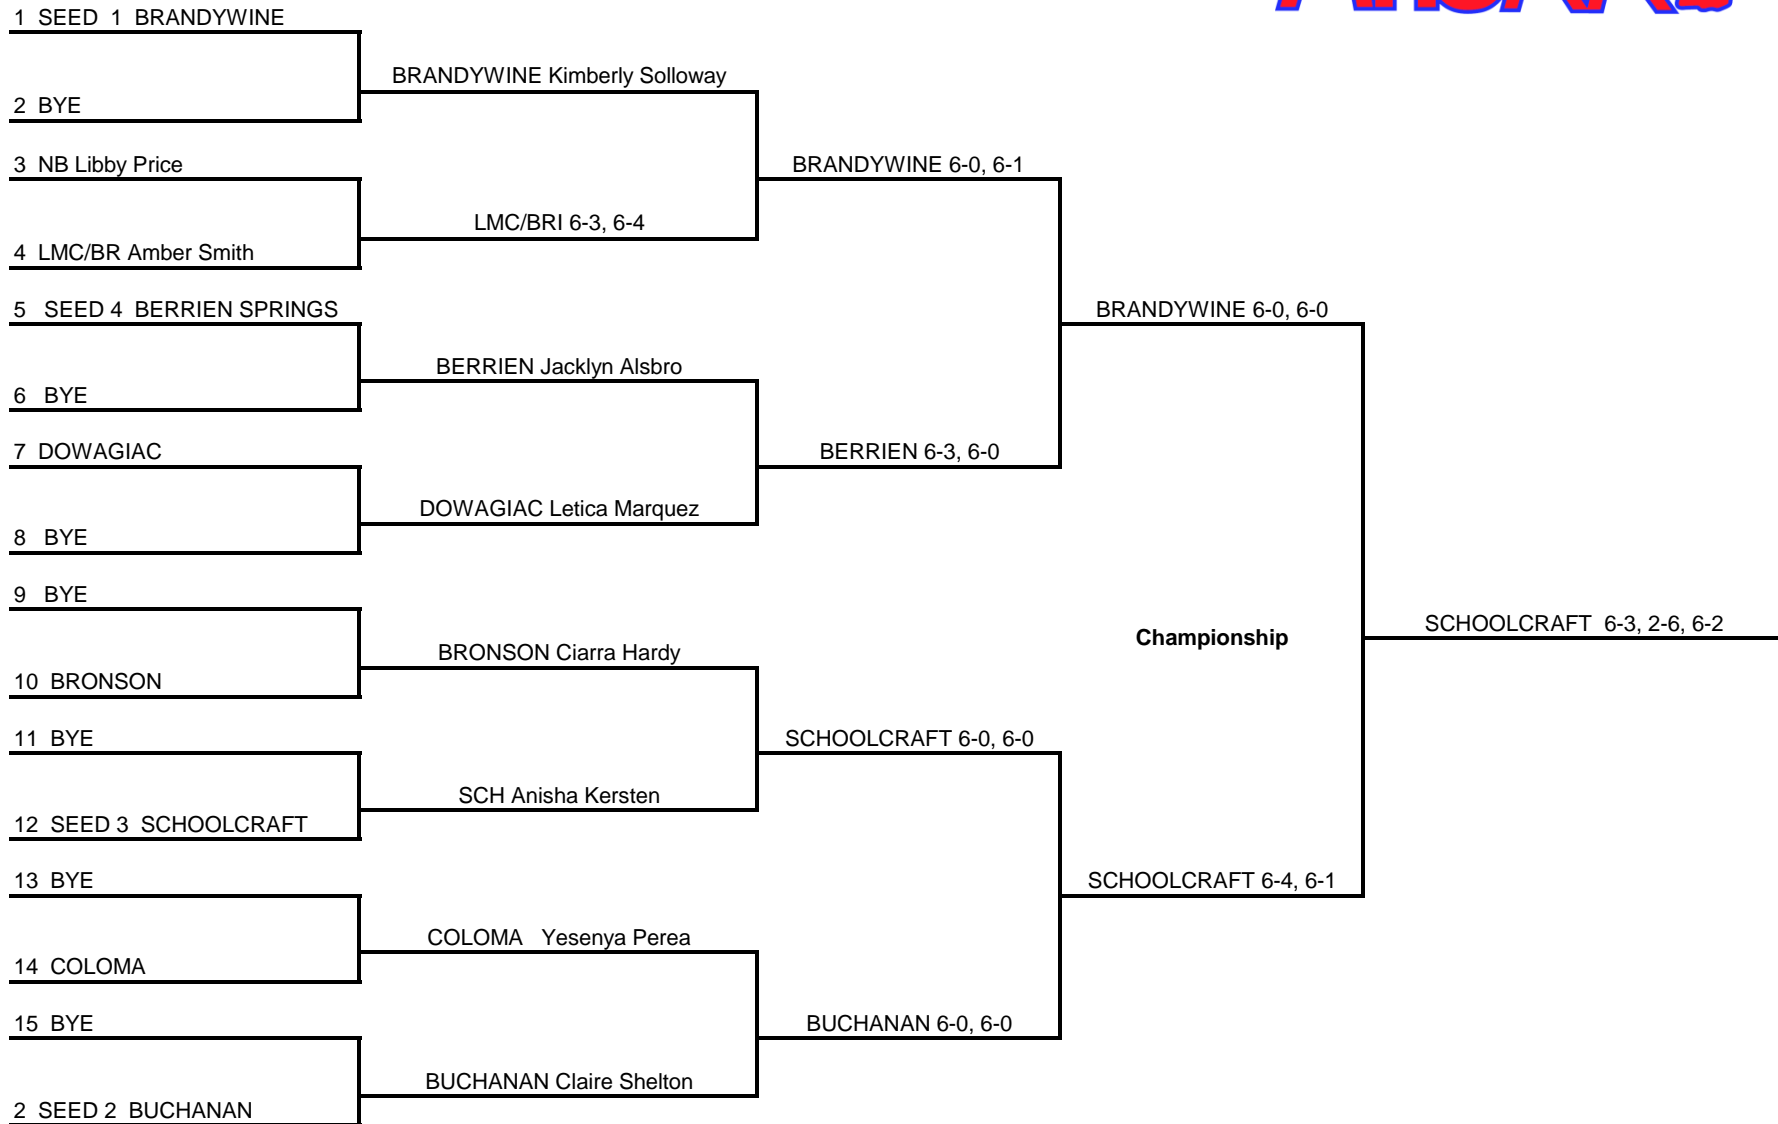 1 SEED 1 BRANDYWINE
2 BYE
3 NB Libby Price
4 LMC/BR Amber Smith
5 SEED 4 BERRIEN SPRINGS
6 BYE
7 DOWAGIAC
8 BYE
9 BYE
10 BRONSON
11 BYE
12 SEED 3 SCHOOLCRAFT
13 BYE
14 COLOMA
15 BYE
2 SEED 2 BUCHANAN
BRANDYWINE Kimberly Solloway
LMC/BRI 6-3, 6-4
BERRIEN Jacklyn Alsbro
DOWAGIAC Letica Marquez
BRONSON Ciarra Hardy
SCH Anisha Kersten
COLOMA Yesenya Perea
BUCHANAN Claire Shelton
BRANDYWINE 6-0, 6-1
BERRIEN 6-3, 6-0
SCHOOLCRAFT 6-0, 6-0
BUCHANAN 6-0, 6-0
BRANDYWINE 6-0, 6-0
Championship
SCHOOLCRAFT 6-4, 6-1
SCHOOLCRAFT 6-3, 2-6, 6-2